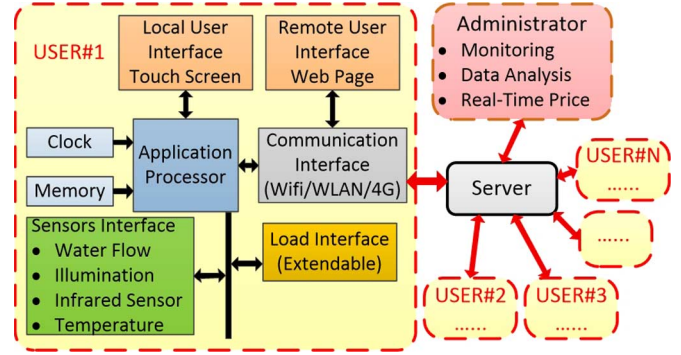 USER#1
Local User
Interface
Touch Screen
Remote User
Interface
Web Page
Administrator
• Monitoring
• Data Analysis
• Real-Time Price
Clock
Memory
Application
Processor
Communication
Interface
(Wifi/WLAN/4G)
Server
USER#N
......
......
Sensors Interface
• Water Flow
• Illumination
• Infrared Sensor
• Temperature
Load Interface
(Extendable)
USER#2
......
USER#3
......